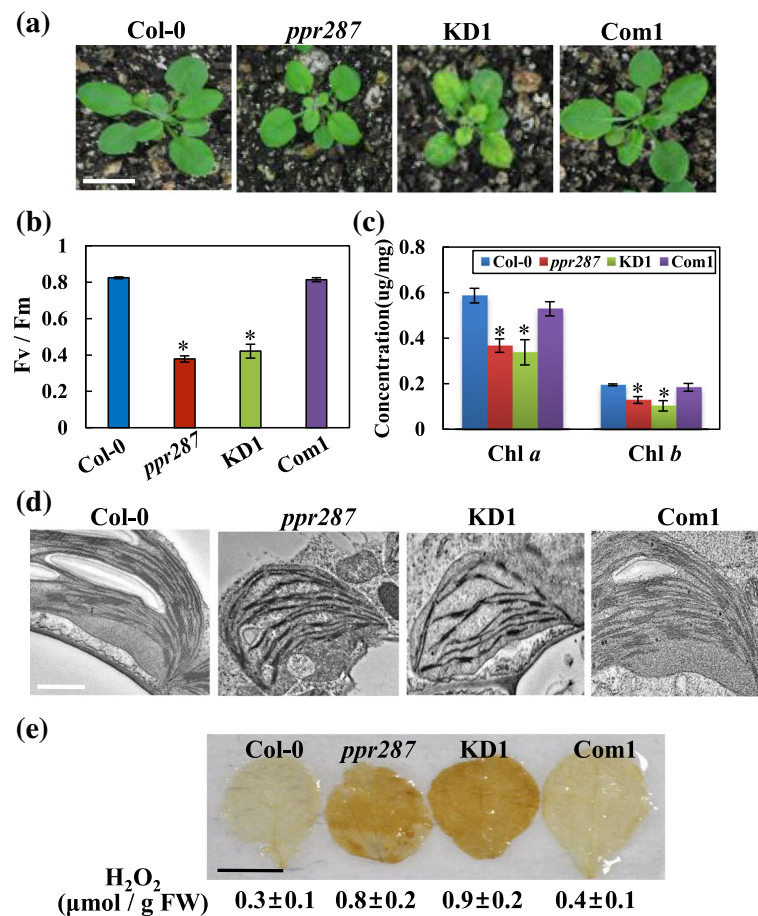 (a)
Col-0 ppr287 KD1 Com1
(b)
1
0.8
0.6
0.4
0.2
0
Fv / Fm
* *
Col-0 ppr287 KD1 Com1
(c)
0.8
0.6
0.4
0.2
0
Concentration(ug/mg)
Col-0 ppr287 KD1 Com1
* * * *
Chl a Chl b
(d)
Col-0 ppr287 KD1 Com1
(e)
Col-0 ppr287 KD1 Com1
H₂O₂
(μmol / g FW) 0.3±0.1 0.8±0.2 0.9±0.2 0.4±0.1